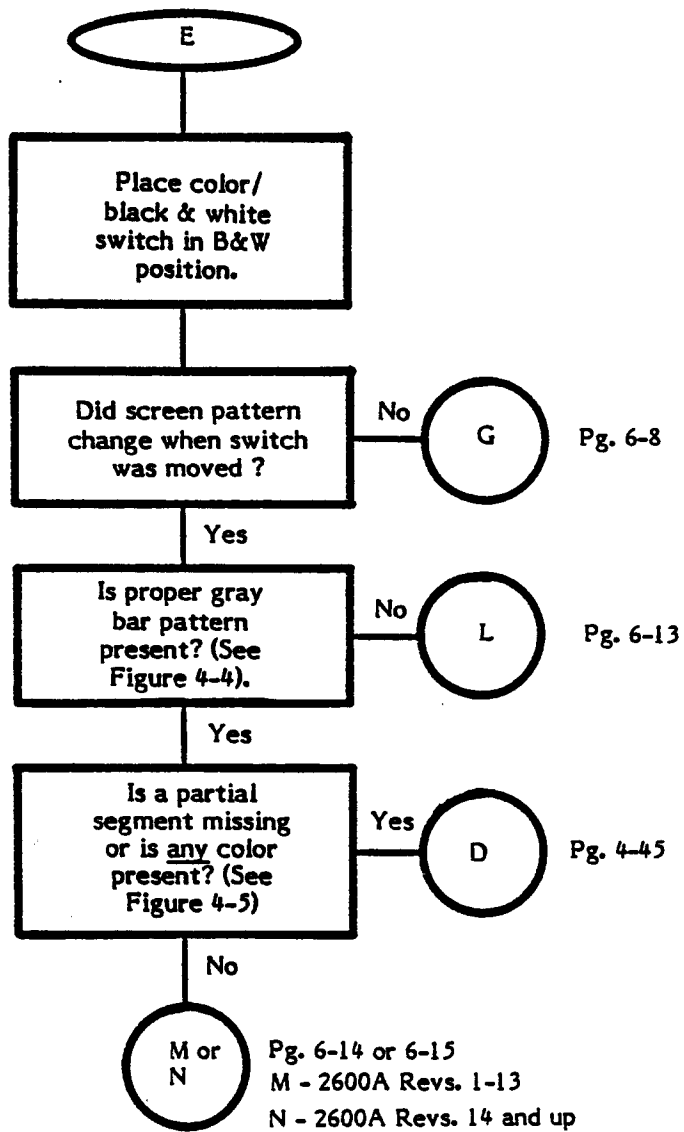 E
Place color/
black & white
switch in B&W
position.
Did screen pattern
change when switch
was moved ?
No
G
Pg. 6-8
Yes
Is proper gray
bar pattern
present? (See
Figure 4-4).
No
L
Pg. 6-13
Yes
Is a partial
segment missing
or is any color
present? (See
Figure 4-5)
Yes
D
Pg. 4-45
No
M or
N
Pg. 6-14 or 6-15
M - 2600A Revs. 1-13
N - 2600A Revs. 14 and up